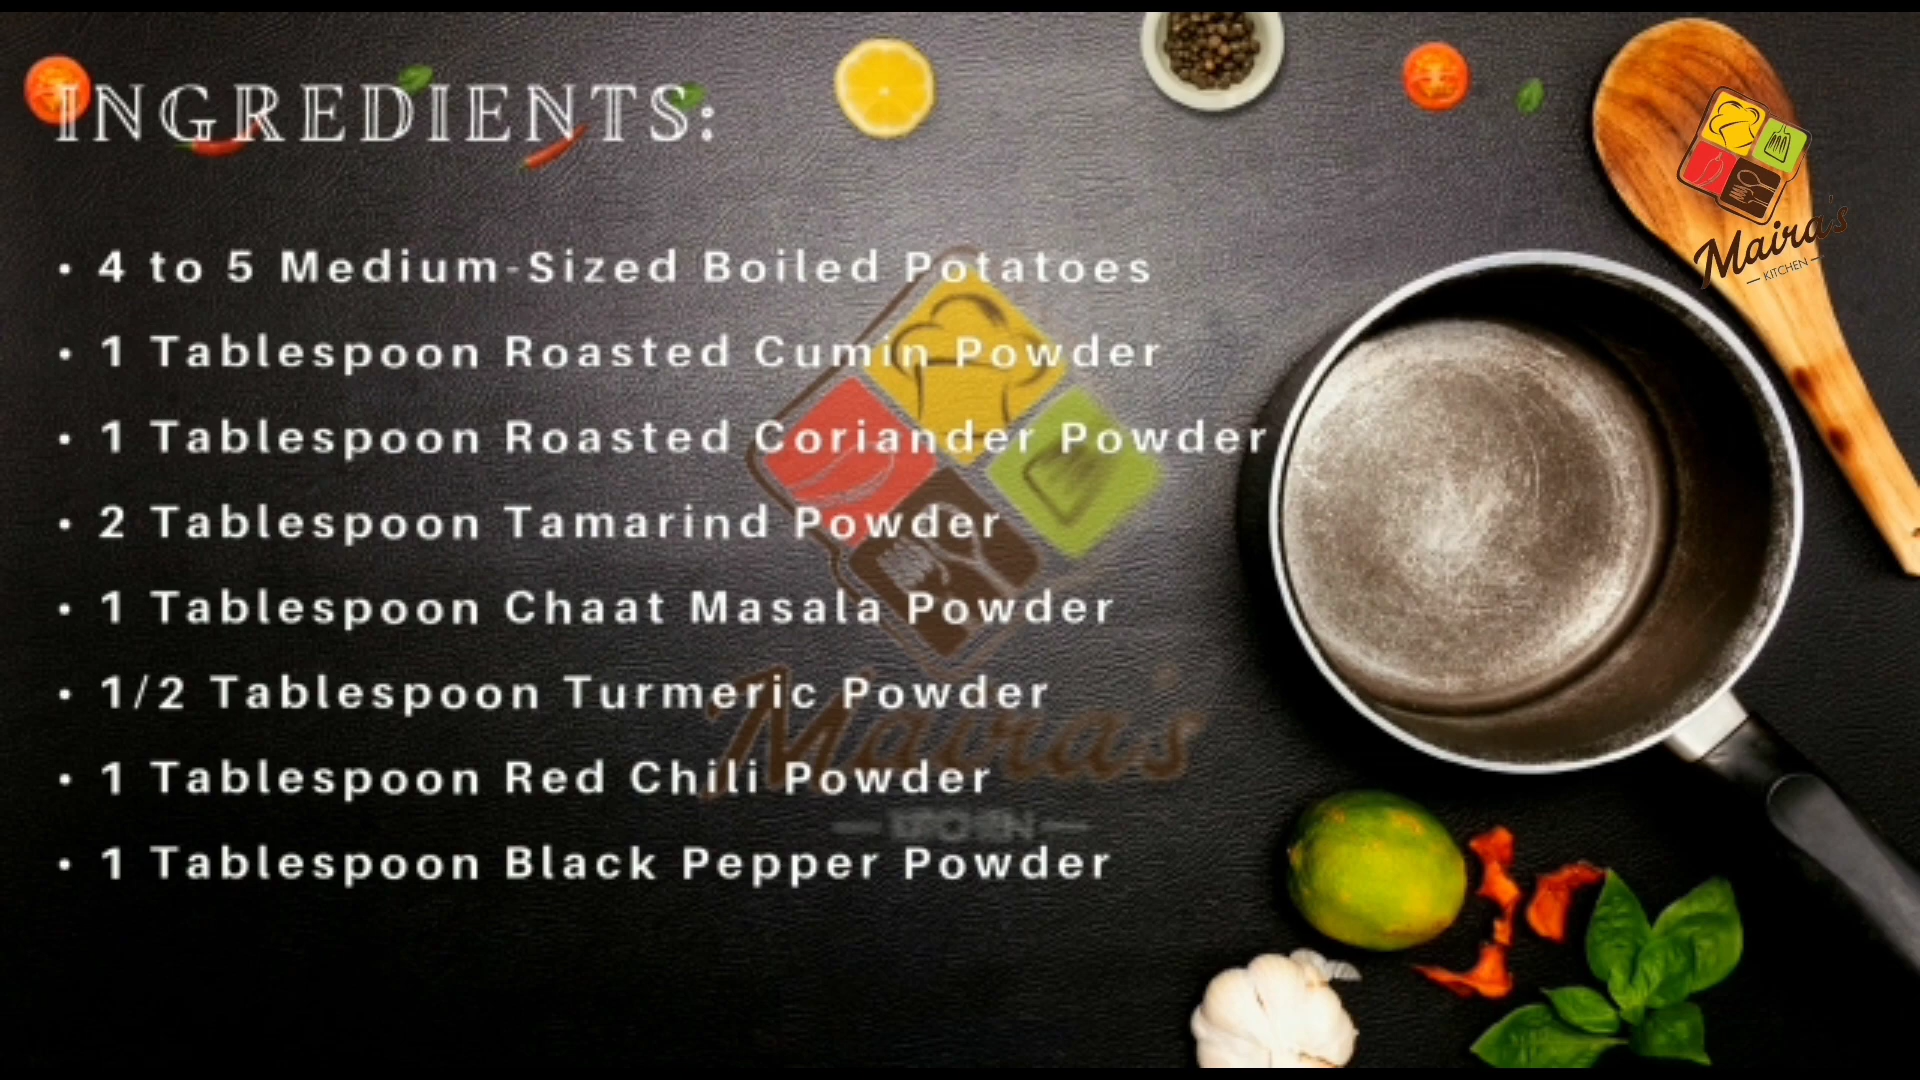 INGREDIENTS:
• 4 to 5 Medium-Sized Boiled Potatoes
• 1 Tablespoon Roasted Cumin Powder
• 1 Tablespoon Roasted Coriander Powder
• 2 Tablespoon Tamarind Powder
• 1 Tablespoon Chaat Masala Powder
• 1/2 Tablespoon Turmeric Powder
• 1 Tablespoon Red Chili Powder
• 1 Tablespoon Black Pepper Powder
Maira's
KITCHEN
Maira's
KITCHEN